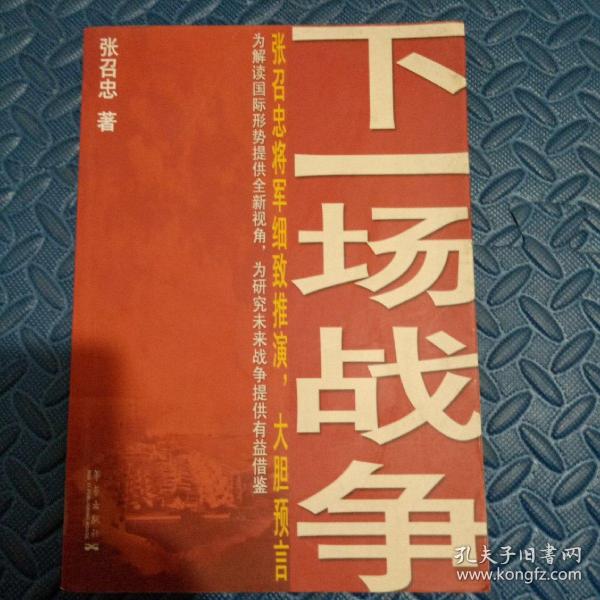 下一场战争
张召忠将军细致推演，大胆预言
为解读国际形势提供全新视角，为研究未来战争提供有益借鉴
张召忠 著
孔夫子旧书网
www.kongfz.com